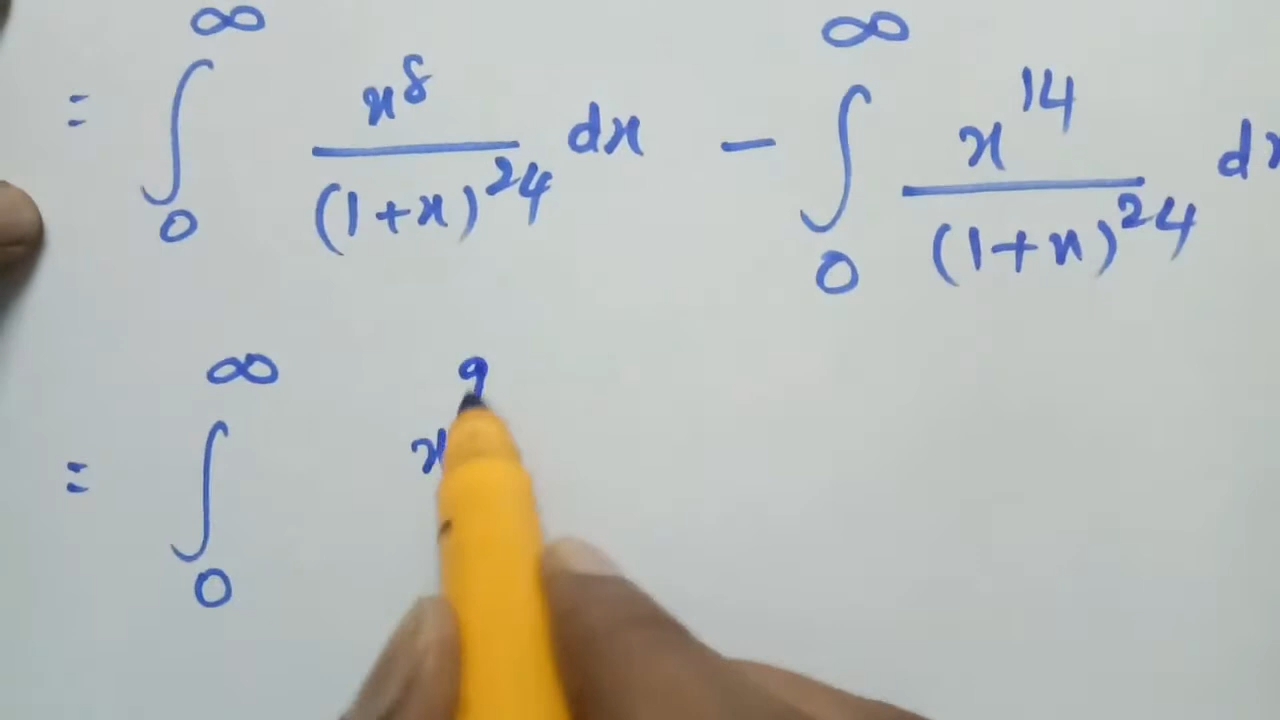 = ∫₀^∞ x⁸/(1+x)²⁴ dx − ∫₀^∞ x¹⁴/(1+x)²⁴ dx
= ∫₀^∞ x⁹